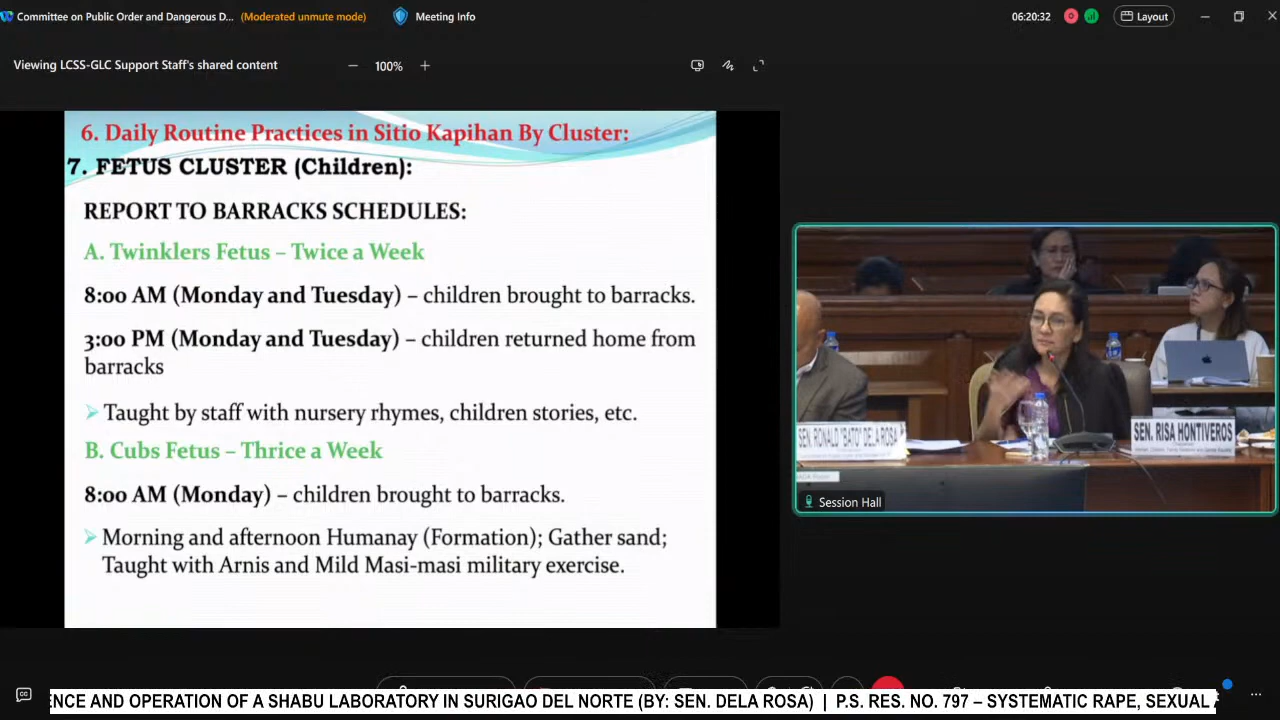 Committee on Public Order and Dangerous D... (Moderated unmute mode) Meeting Info 06:20:32 Layout
Viewing LCSS-GLC Support Staff's shared content 100%
6. Daily Routine Practices in Sitio Kapihan By Cluster:
7. FETUS CLUSTER (Children):
REPORT TO BARRACKS SCHEDULES:
A. Twinklers Fetus – Twice a Week
8:00 AM (Monday and Tuesday) – children brought to barracks.
3:00 PM (Monday and Tuesday) – children returned home from
barracks
Taught by staff with nursery rhymes, children stories, etc.
B. Cubs Fetus – Thrice a Week
8:00 AM (Monday) – children brought to barracks.
Morning and afternoon Humanay (Formation); Gather sand;
Taught with Arnis and Mild Masi-masi military exercise.
SEN. RONALD "BATO" DELA ROSA
SEN. RISA HONTIVEROS
Session Hall
ENCE AND OPERATION OF A SHABU LABORATORY IN SURIGAO DEL NORTE (BY: SEN. DELA ROSA) | P.S. RES. NO. 797 – SYSTEMATIC RAPE, SEXUAL